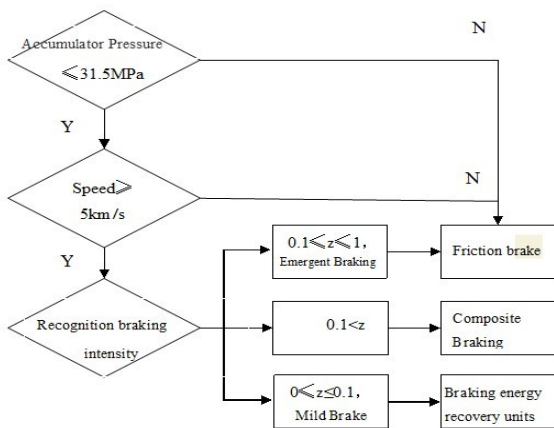 Accumulator Pressure
⩽31.5MPa
N
Y
Speed⩾
5km/s
N
Y
0.1⩽z⩽1,
Emergent Braking
Friction brake
Recognition braking
intensity
0.1<z
Composite
Braking
0⩽z≤0.1,
Mild Brake
Braking energy
recovery units